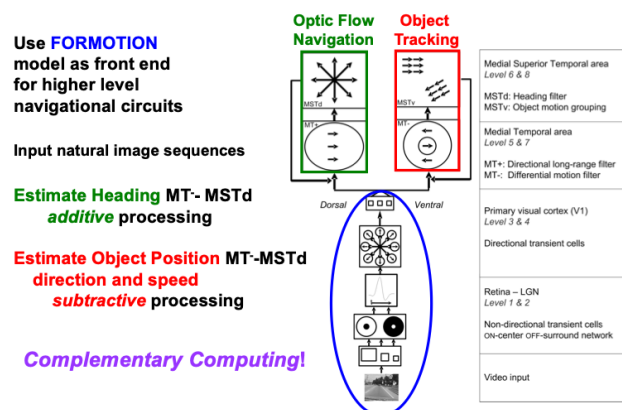 Use FORMOTION
model as front end
for higher level
navigational circuits
Input natural image sequences
Estimate Heading MT⁻- MSTd
additive processing
Estimate Object Position MT⁻-MSTd
direction and speed
subtractive processing
Complementary Computing!
Optic Flow
Navigation
Object
Tracking
MSTd
MT+
MSTv
MT-
Dorsal
Ventral
Medial Superior Temporal area
Level 6 & 8
MSTd: Heading filter
MSTv: Object motion grouping
Medial Temporal area
Level 5 & 7
MT+: Directional long-range filter
MT-: Differential motion filter
Primary visual cortex (V1)
Level 3 & 4
Directional transient cells
Retina – LGN
Level 1 & 2
Non-directional transient cells
ON-center OFF-surround network
Video input